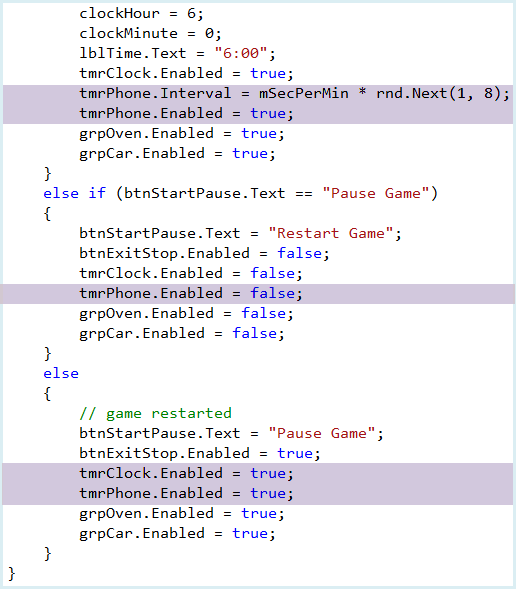 clockHour = 6;
        clockMinute = 0;
        lblTime.Text = "6:00";
        tmrClock.Enabled = true;
        tmrPhone.Interval = mSecPerMin * rnd.Next(1, 8);
        tmrPhone.Enabled = true;
        grpOven.Enabled = true;
        grpCar.Enabled = true;
    }
    else if (btnStartPause.Text == "Pause Game")
    {
        btnStartPause.Text = "Restart Game";
        btnExitStop.Enabled = false;
        tmrClock.Enabled = false;
        tmrPhone.Enabled = false;
        grpOven.Enabled = false;
        grpCar.Enabled = false;
    }
    else
    {
        // game restarted
        btnStartPause.Text = "Pause Game";
        btnExitStop.Enabled = true;
        tmrClock.Enabled = true;
        tmrPhone.Enabled = true;
        grpOven.Enabled = true;
        grpCar.Enabled = true;
    }
}